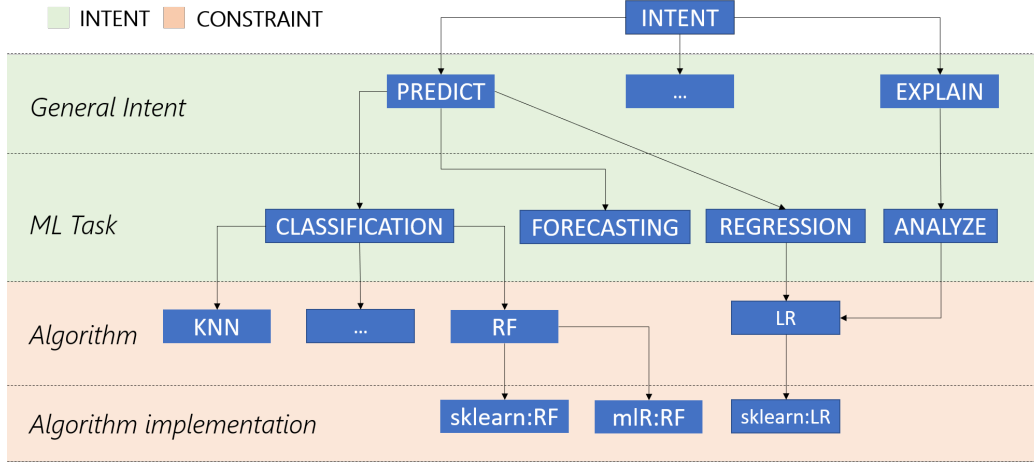 INTENT CONSTRAINT INTENT
General Intent PREDICT ... EXPLAIN
ML Task CLASSIFICATION FORECASTING REGRESSION ANALYZE
Algorithm KNN ... RF LR
Algorithm implementation sklearn:RF mlR:RF sklearn:LR